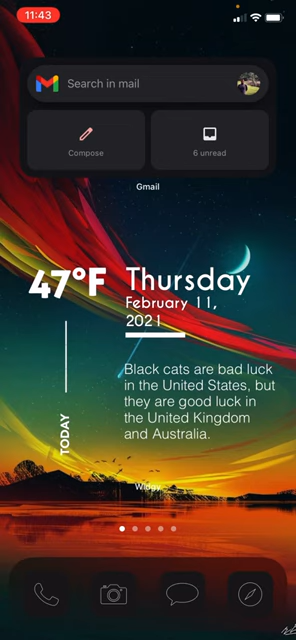 11:43
Search in mail
Compose
6 unread
Gmail
47°F
Thursday
February 11,
2021
Black cats are bad luck
in the United States, but
they are good luck in
the United Kingdom
and Australia.
TODAY
Widgy